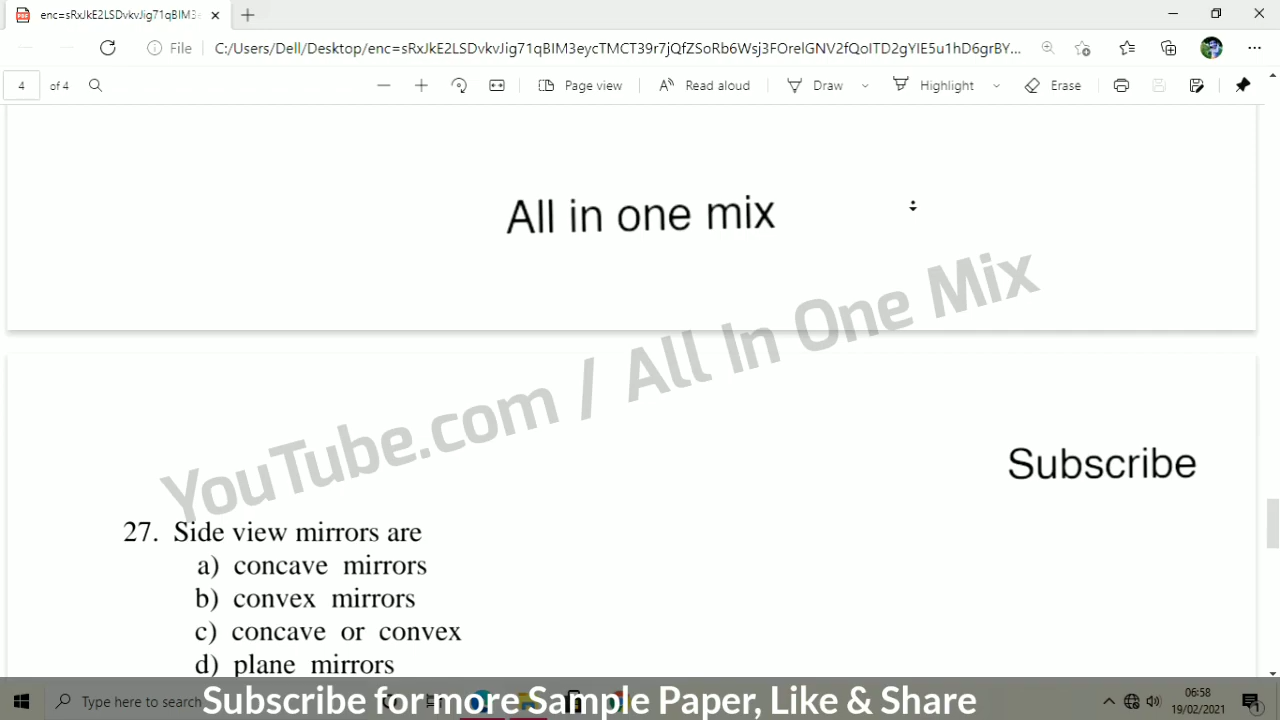 enc=sRxJkE2LSDvkvJig71qBIM3e
File
C:/Users/Dell/Desktop/enc=sRxJkE2LSDvkvJig71qBIM3eycTMCT39r7jQfZSoRb6Wsj3FOrelGNV2fQoITD2gYIE5u1hD6grBY...
4 of 4
Page view
Read aloud
Draw
Highlight
Erase
All in one mix
YouTube.com / All In One Mix
Subscribe
27. Side view mirrors are
a) concave mirrors
b) convex mirrors
c) concave or convex
d) plane mirrors
Type here to search
Subscribe for more Sample Paper, Like & Share
06:58
19/02/2021
1